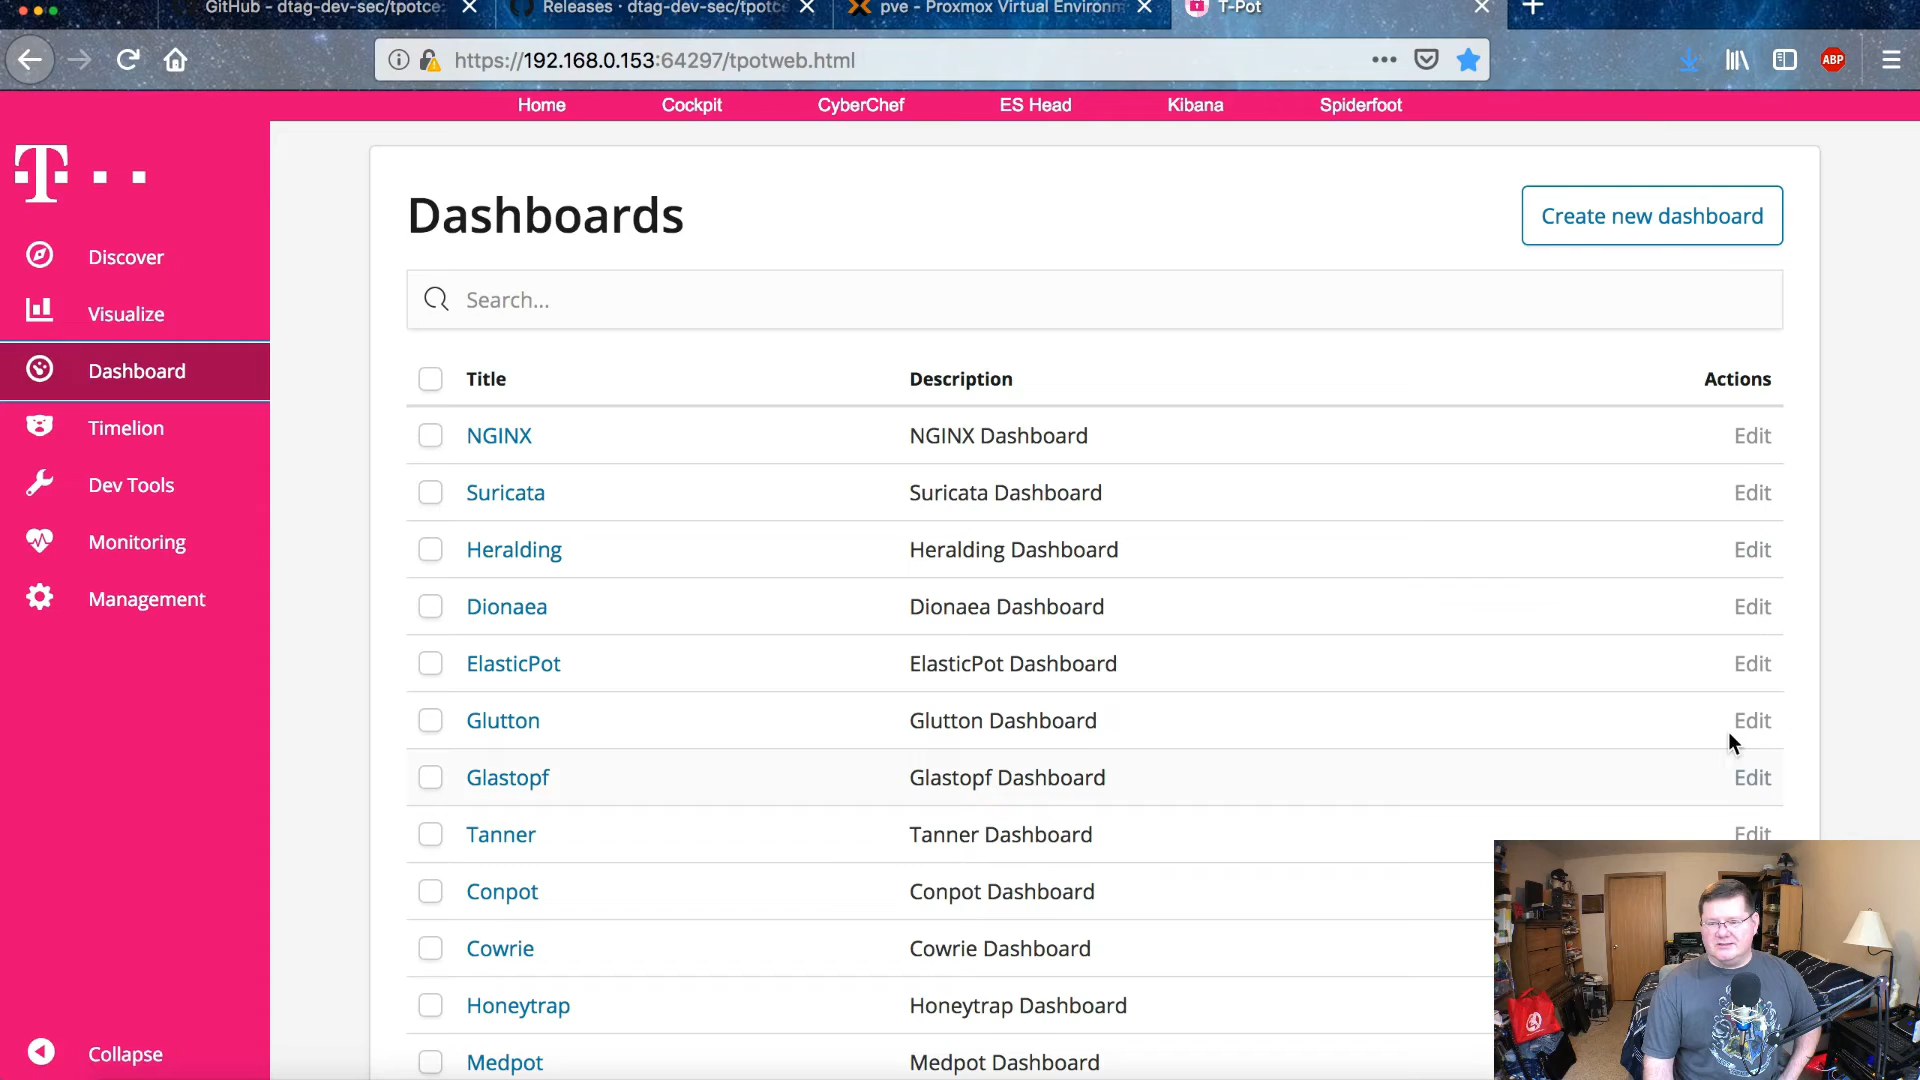 GitHub - dtag-dev-sec/tpotce:
Releases · dtag-dev-sec/tpotce
pve - Proxmox Virtual Environm
T-Pot
https://192.168.0.153:64297/tpotweb.html
ABP
Home
Cockpit
CyberChef
ES Head
Kibana
Spiderfoot
T
Discover
Visualize
Dashboard
Timelion
Dev Tools
Monitoring
Management
Collapse
Dashboards
Create new dashboard
Search...
Title Description Actions
NGINX NGINX Dashboard Edit
Suricata Suricata Dashboard Edit
Heralding Heralding Dashboard Edit
Dionaea Dionaea Dashboard Edit
ElasticPot ElasticPot Dashboard Edit
Glutton Glutton Dashboard Edit
Glastopf Glastopf Dashboard Edit
Tanner Tanner Dashboard Edit
Conpot Conpot Dashboard
Cowrie Cowrie Dashboard
Honeytrap Honeytrap Dashboard
Medpot Medpot Dashboard